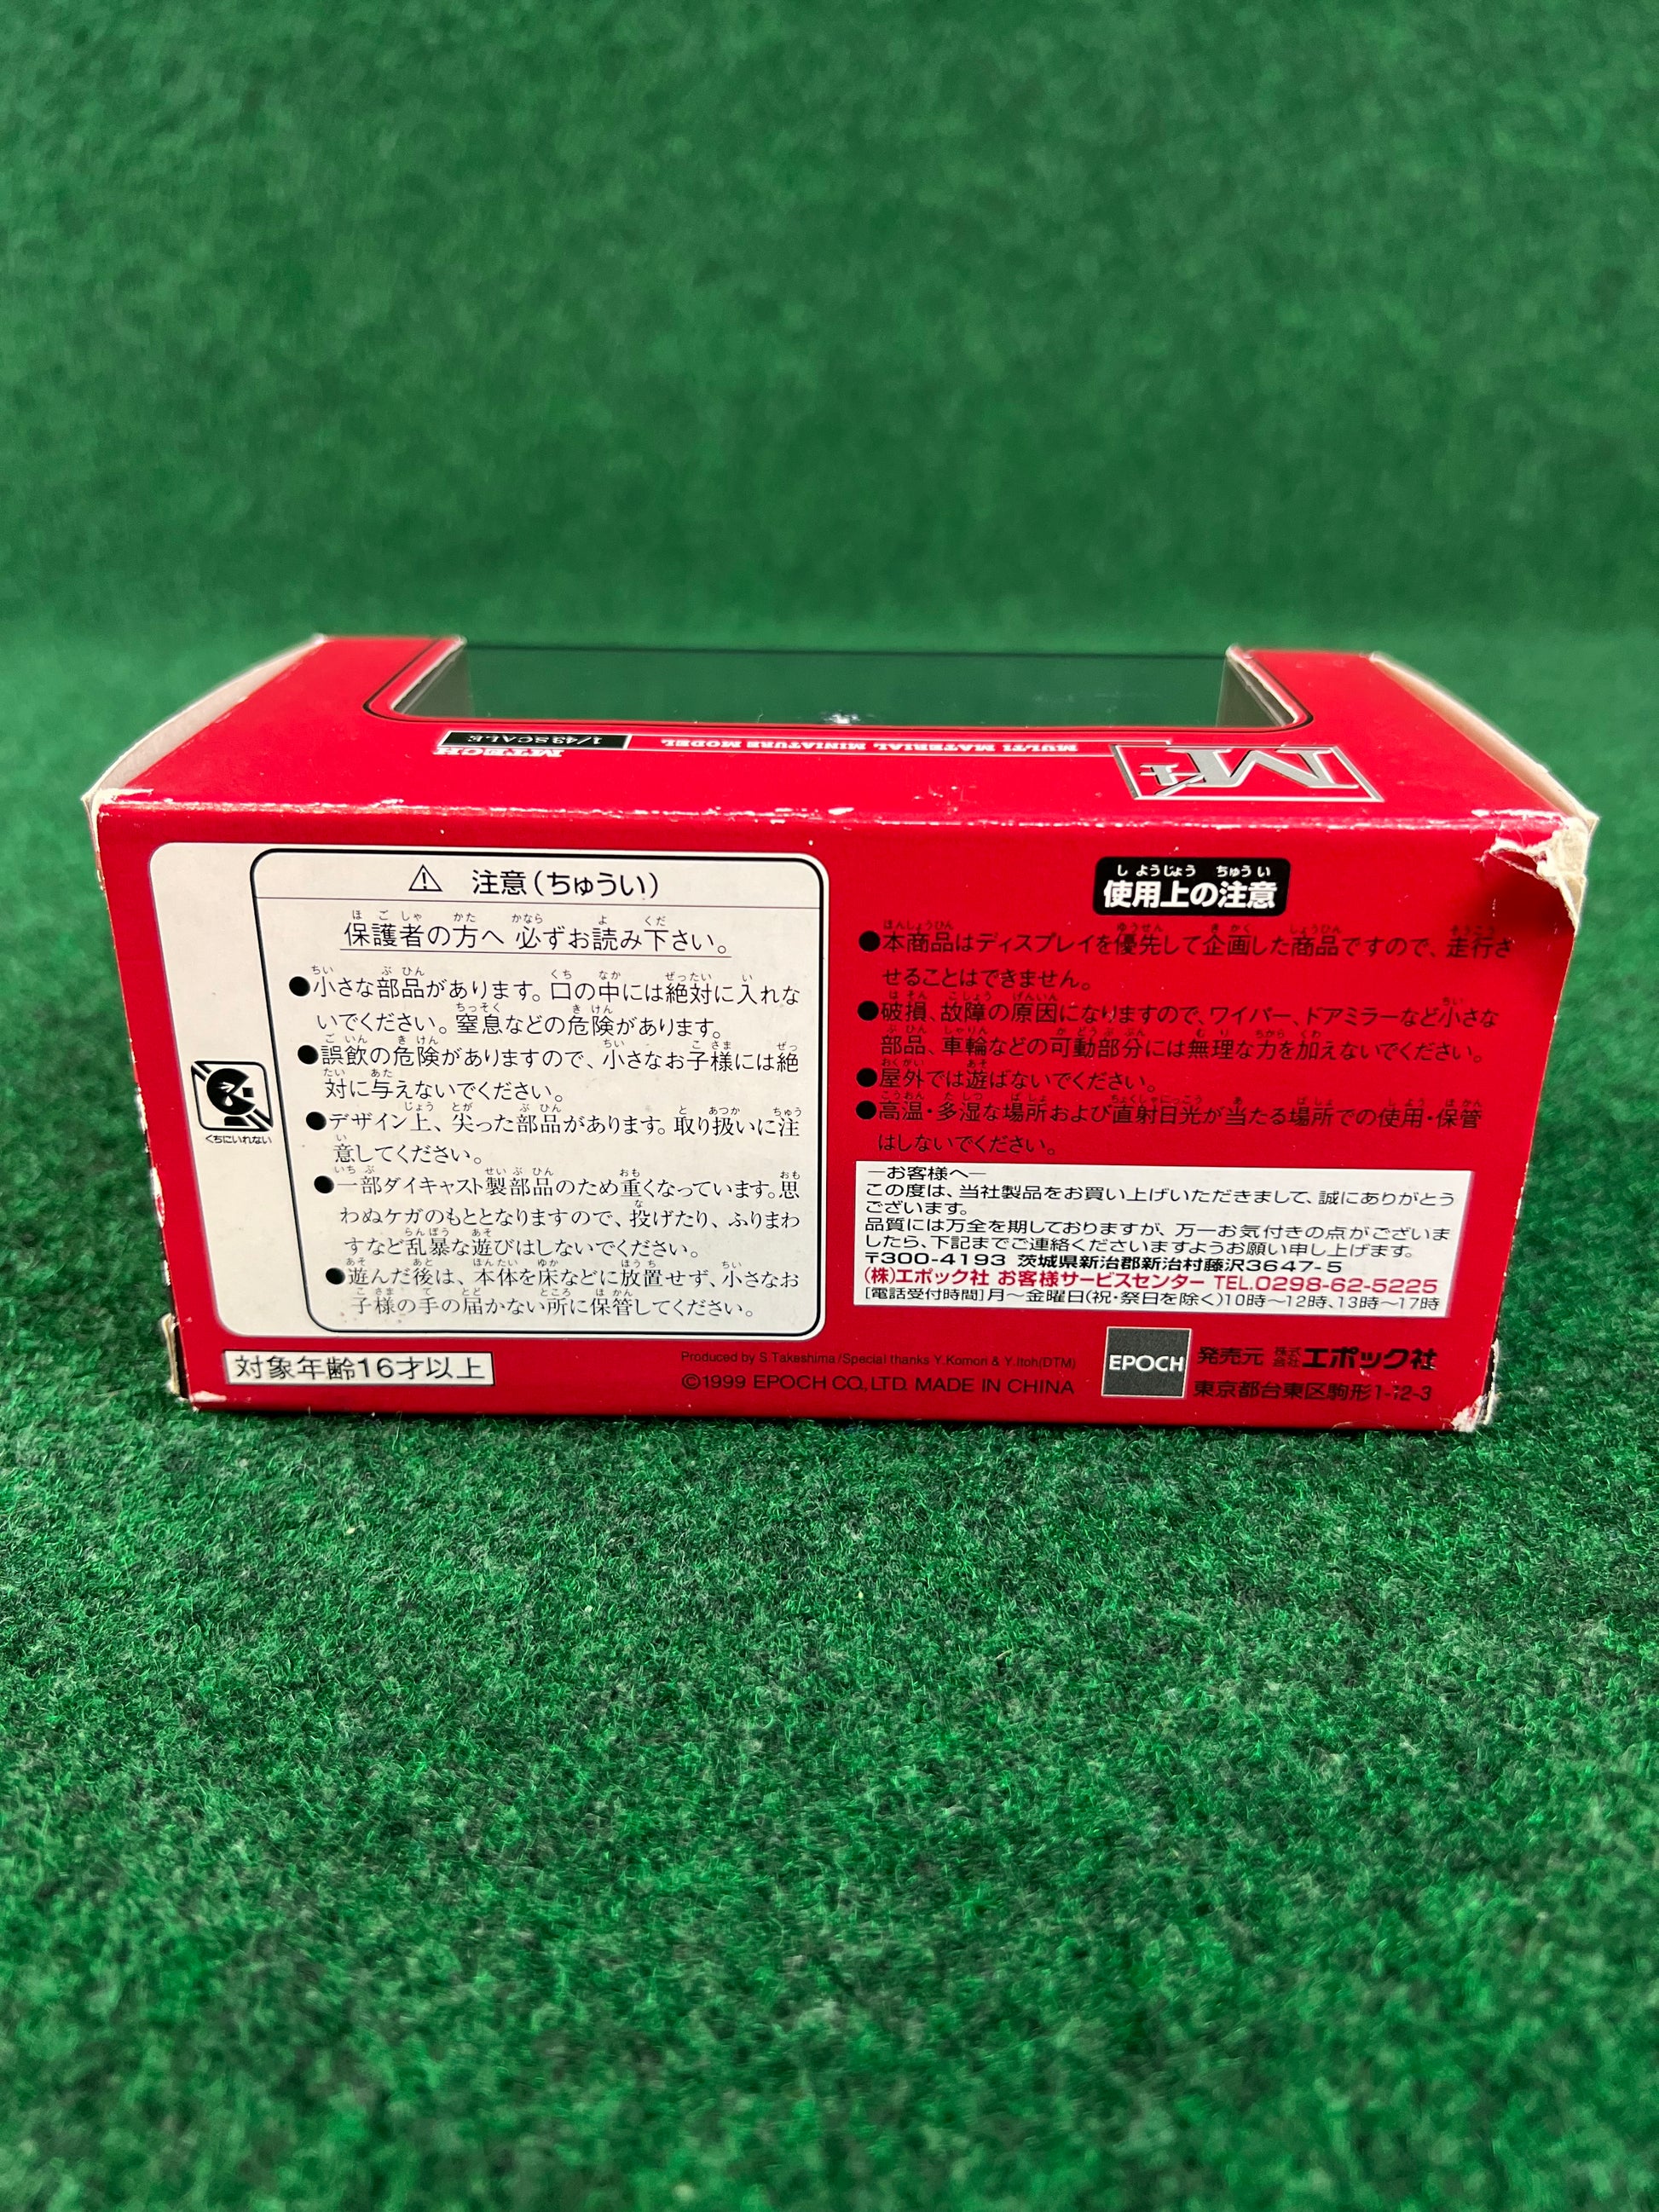 MTECH
1/43 SCALE
MULTI MATERIAL MINIATURE MODEL
⚠ 注意(ちゅうい)
保護者の方へ 必ずお読み下さい。
●小さな部品があります。口の中には絶対に入れな
いでください。窒息などの危険があります。
●誤飲の危険がありますので、小さなお子様には絶
対に与えないでください。
●デザイン上、尖った部品があります。取り扱いに注
意してください。
●一部ダイキャスト製部品のため重くなっています。思
わぬケガのもととなりますので、投げたり、ふりまわ
すなど乱暴な遊びはしないでください。
●遊んだ後は、本体を床などに放置せず、小さなお
子様の手の届かない所に保管してください。
くちにいれない
対象年齢16才以上
使用上の注意
●本商品はディスプレイを優先して企画した商品ですので、走行さ
せることはできません。
●破損、故障の原因になりますので、ワイパー、ドアミラーなど小さな
部品、車輪などの可動部分には無理な力を加えないでください。
●屋外では遊ばないでください。
●高温・多湿な場所および直射日光が当たる場所での使用・保管
はしないでください。
―お客様へ―
この度は、当社製品をお買い上げいただきまして、誠にありがとう
ございます。
品質には万全を期しておりますが、万一お気付きの点がございま
したら、下記までご連絡くださいますようお願い申し上げます。
〒300-4193 茨城県新治郡新治村藤沢3647-5
(株)エポック社 お客様サービスセンター TEL.0298-62-5225
[電話受付時間]月～金曜日(祝・祭日を除く)10時～12時、13時～17時
Produced by S.Takeshima/Special thanks Y.Komori & Y.Itoh(DTM)
©1999 EPOCH CO.,LTD. MADE IN CHINA
EPOCH
発売元 株式会社エポック社
東京都台東区駒形1-12-3